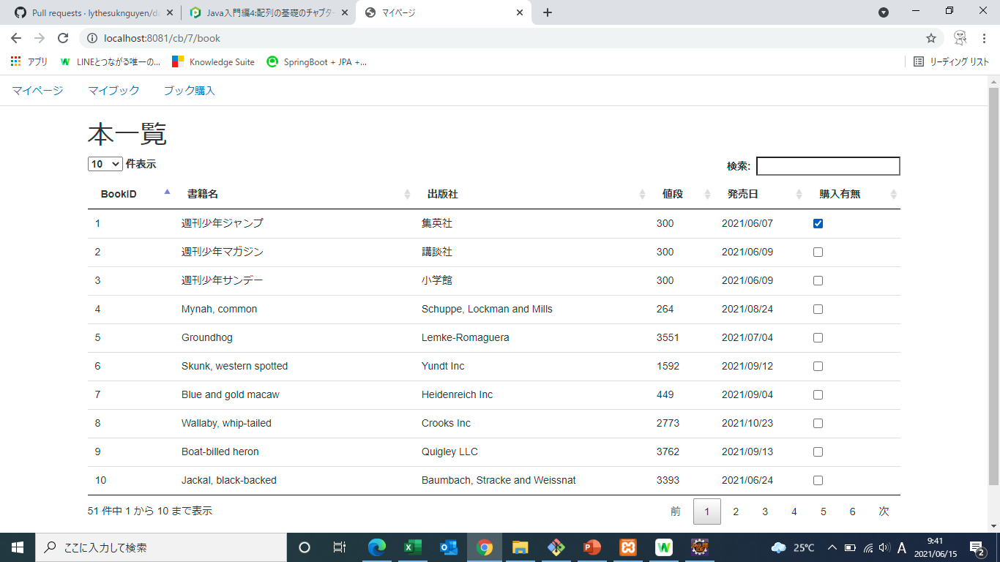 Pull requests · lythesuknguyen/d
Java入門編4:配列の基礎のチャプター
マイページ
localhost:8081/cb/7/book
アプリ
LINEとつながる唯一の...
Knowledge Suite
SpringBoot + JPA +...
リーディング リスト
マイページ マイブック ブック購入
本一覧
10 件表示
検索:
BookID 書籍名 出版社 値段 発売日 購入有無
1 週刊少年ジャンプ 集英社 300 2021/06/07
2 週刊少年マガジン 講談社 300 2021/06/09
3 週刊少年サンデー 小学館 300 2021/06/09
4 Mynah, common Schuppe, Lockman and Mills 264 2021/08/24
5 Groundhog Lemke-Romaguera 3551 2021/07/04
6 Skunk, western spotted Yundt Inc 1592 2021/09/12
7 Blue and gold macaw Heidenreich Inc 449 2021/09/04
8 Wallaby, whip-tailed Crooks Inc 2773 2021/10/23
9 Boat-billed heron Quigley LLC 3762 2021/09/13
10 Jackal, black-backed Baumbach, Stracke and Weissnat 3393 2021/06/24
51 件中 1 から 10 まで表示
前 1 2 3 4 5 6 次
ここに入力して検索
25°C
A
9:41
2021/06/15
2